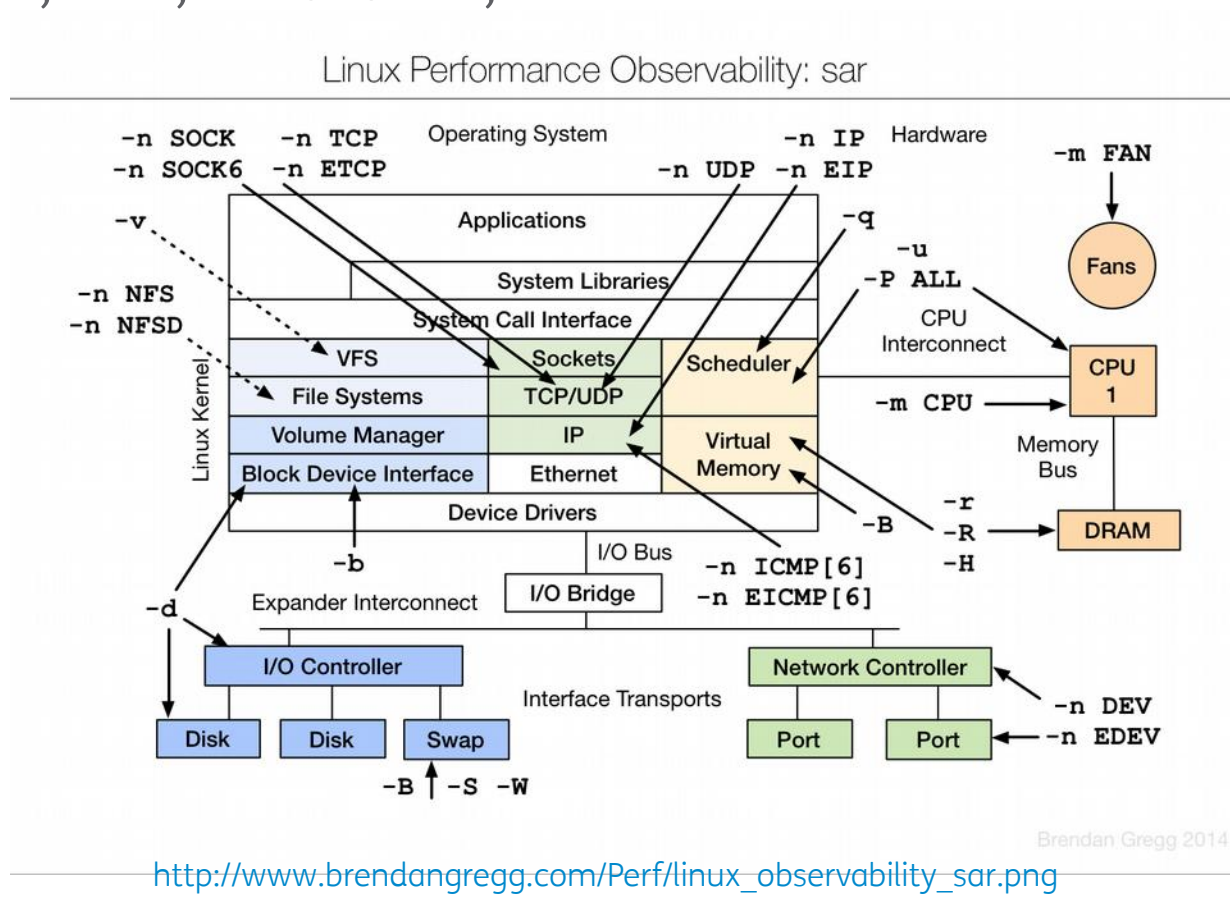 Linux Performance Observability: sar
-n SOCK
-n SOCK6
-n TCP
-n ETCP
Operating System
-n UDP
-n IP
-n EIP
Hardware
-m FAN
Fans
-v
-n NFS
-n NFSD
-q
-u
-P ALL
CPU
Interconnect
Linux Kernel
Applications
System Libraries
System Call Interface
VFS
Sockets
Scheduler
File Systems
TCP/UDP
Volume Manager
IP
Virtual
Memory
Block Device Interface
Ethernet
Device Drivers
CPU
1
-m CPU
Memory
Bus
DRAM
-r
-R
-H
-B
-b
-d
I/O Bus
I/O Bridge
-n ICMP[6]
-n EICMP[6]
Expander Interconnect
I/O Controller
Disk
Disk
Swap
-B
-S -W
Interface Transports
Network Controller
Port
Port
-n DEV
-n EDEV
Brendan Gregg 2014
http://www.brendangregg.com/Perf/linux_observability_sar.png